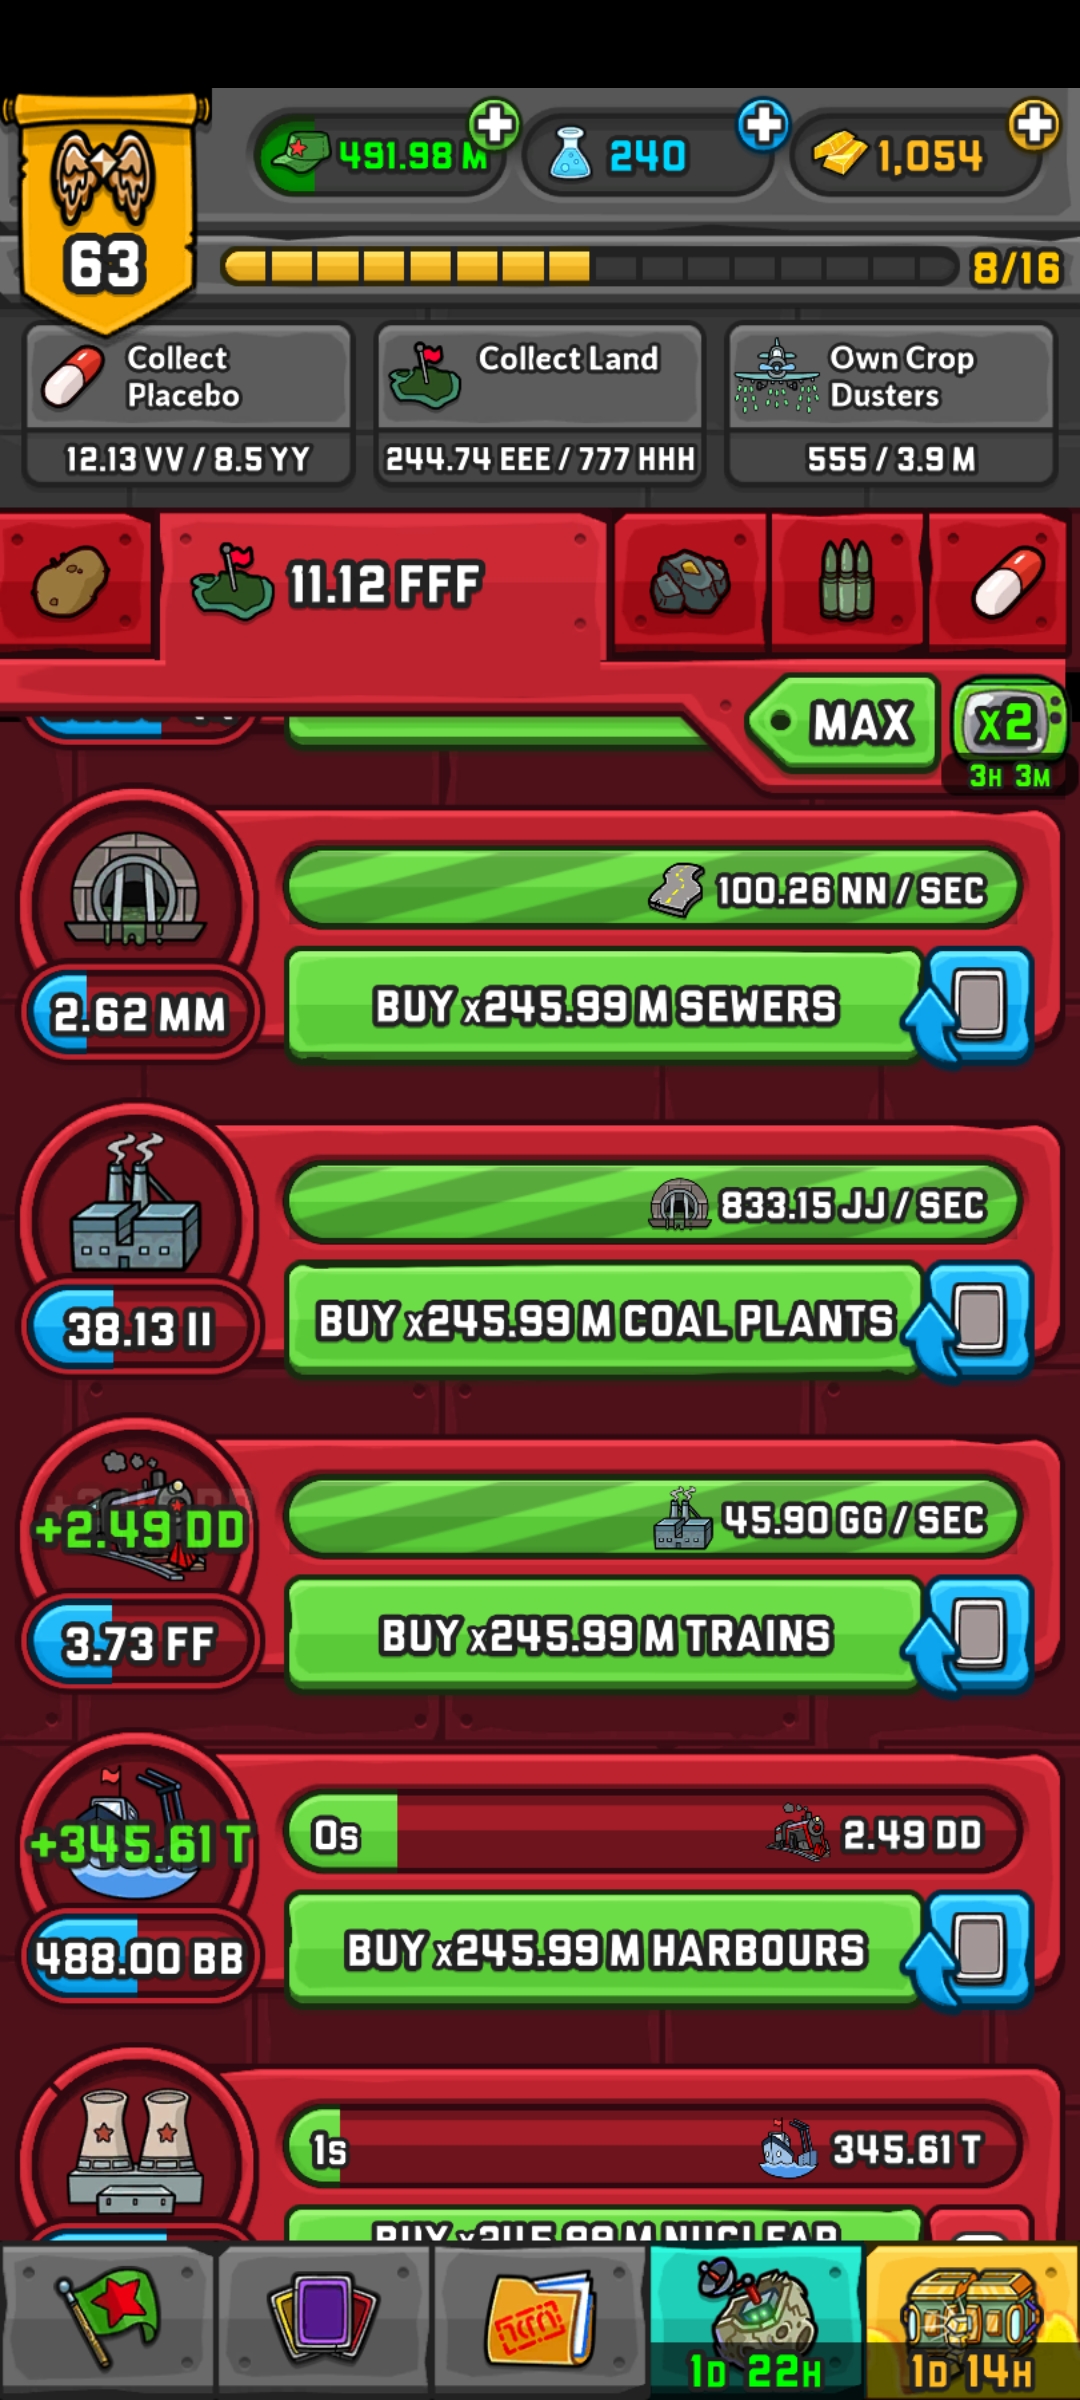 491.98 M
240
1,054
63
8/16
Collect
Placebo
12.13 VV / 8.5 YY
Collect Land
244.74 EEE / 777 HHH
Own Crop
Dusters
555 / 3.9 M
11.12 FFF
MAX
x2
3H 3M
100.26 NN / SEC
2.62 MM
BUY x245.99 M SEWERS
833.15 JJ / SEC
38.13 II
BUY x245.99 M COAL PLANTS
+2.49 DD
45.90 GG / SEC
3.73 FF
BUY x245.99 M TRAINS
+345.61 T
0s
2.49 DD
488.00 BB
BUY x245.99 M HARBOURS
1s
345.61 T
BUY x245.99 M NUCLEAR
1D 22H
1D 14H